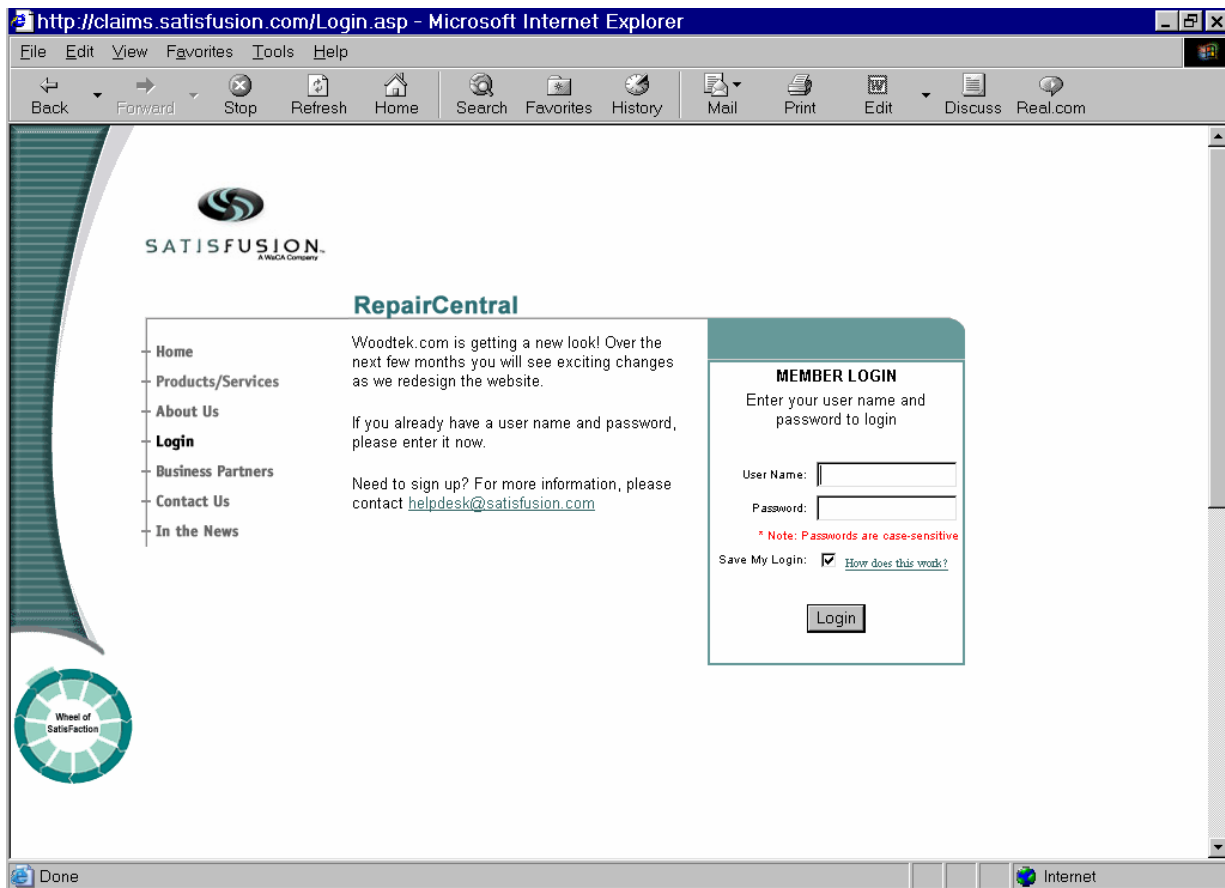 http://claims.satisfusion.com/Login.asp - Microsoft Internet Explorer
File Edit View Favorites Tools Help
Back Forward Stop Refresh Home Search Favorites History Mail Print Edit Discuss Real.com
SATISFUSION™
A WaCA Company
RepairCentral
Home
Products/Services
About Us
Login
Business Partners
Contact Us
In the News
Woodtek.com is getting a new look! Over the
next few months you will see exciting changes
as we redesign the website.
If you already have a user name and password,
please enter it now.
Need to sign up? For more information, please
contact helpdesk@satisfusion.com
MEMBER LOGIN
Enter your user name and
password to login
User Name:
Password:
* Note: Passwords are case-sensitive
Save My Login: How does this work?
Login
Wheel of
SatisFaction
Done
Internet